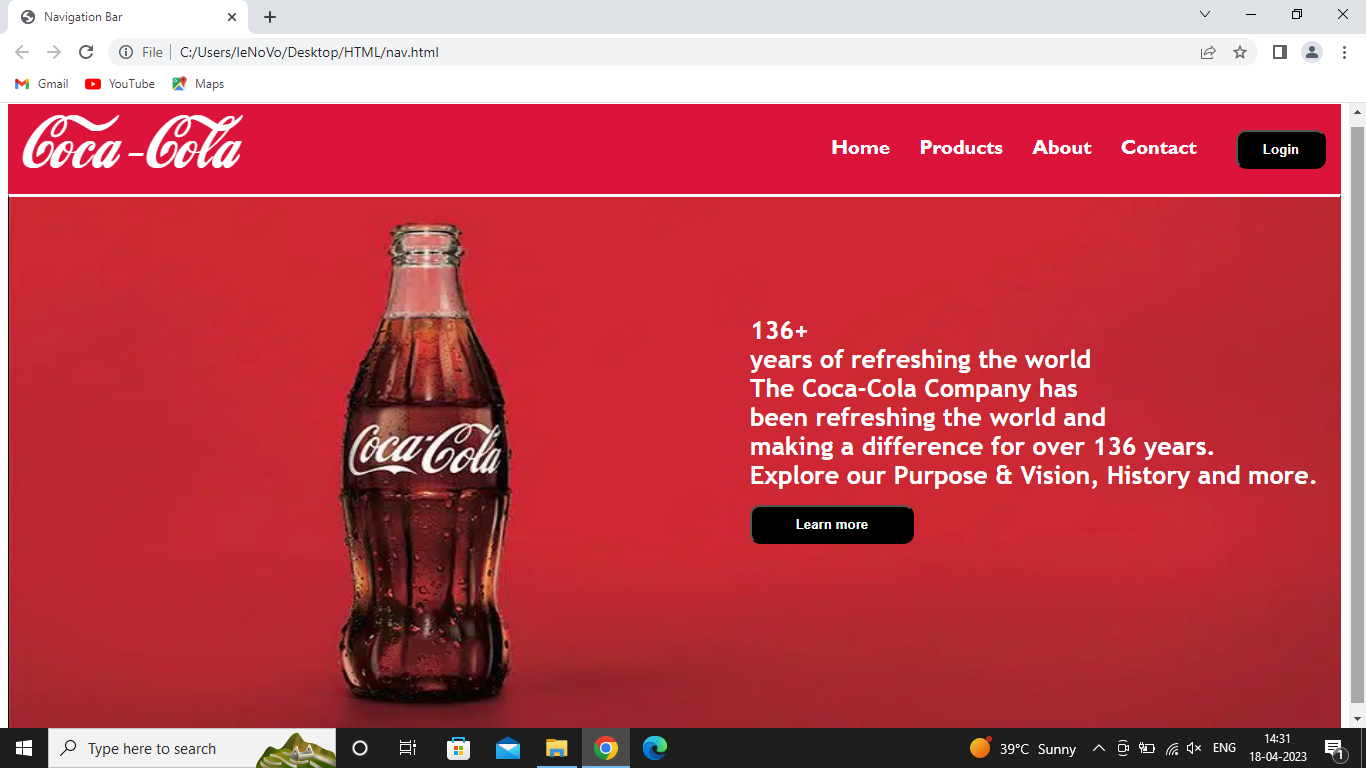 Navigation Bar
File
C:/Users/leNoVo/Desktop/HTML/nav.html
Gmail
YouTube
Maps
Coca-Cola
Home
Products
About
Contact
Login
Coca-Cola
136+
years of refreshing the world
The Coca-Cola Company has
been refreshing the world and
making a difference for over 136 years.
Explore our Purpose & Vision, History and more.
Learn more
Type here to search
39°C Sunny
ENG
14:31
18-04-2023
1